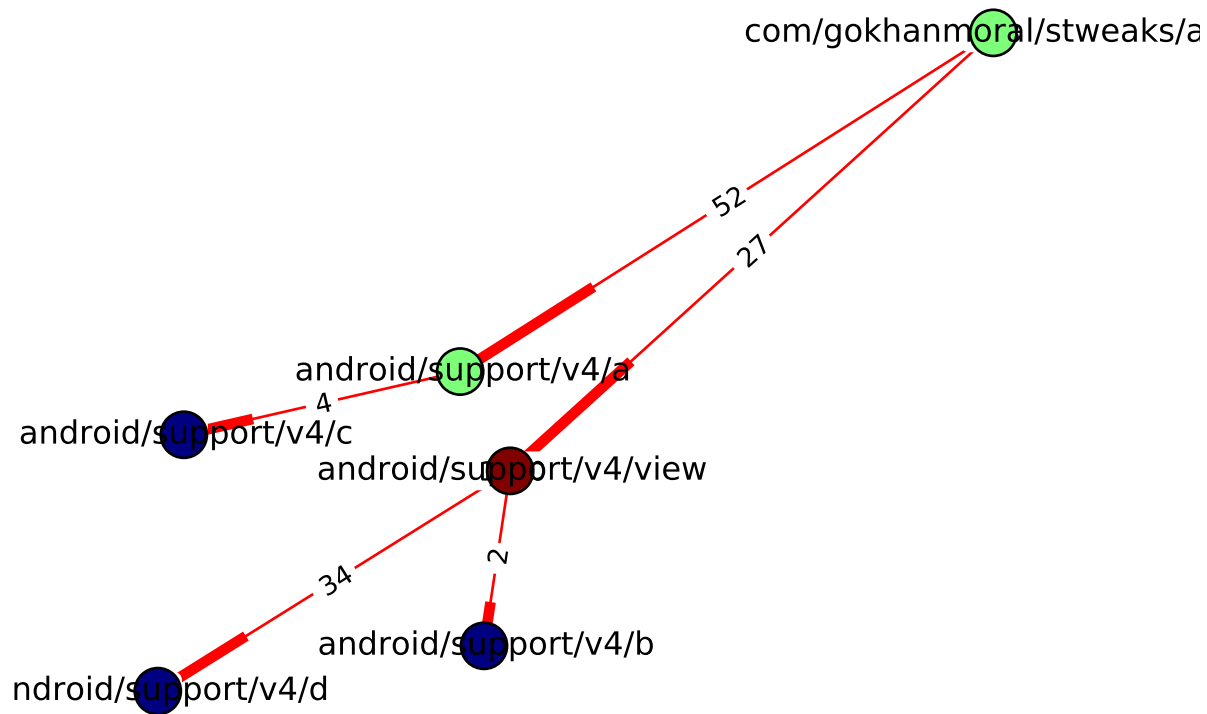 com/gokhanmoral/stweaks/a
52
27
android/support/v4/a
4
android/support/v4/c
android/support/v4/view
2
34
android/support/v4/b
ndroid/support/v4/d